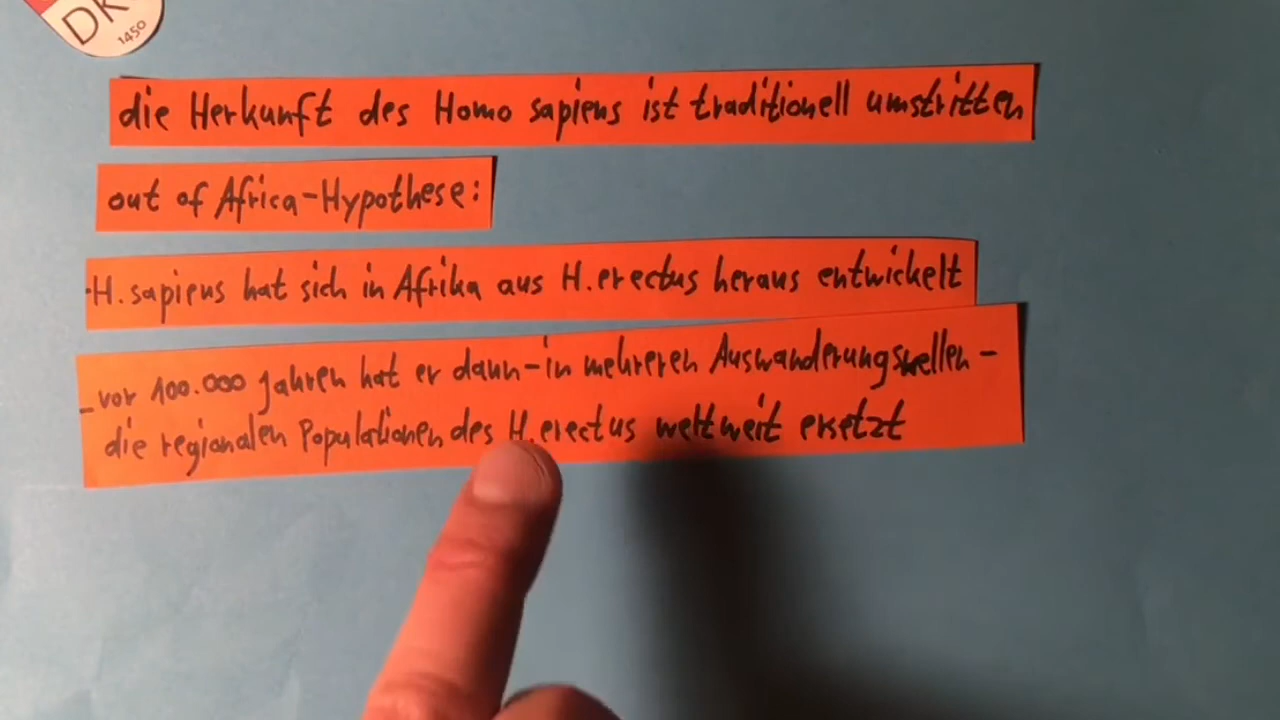 DK
1450
die Herkunft des Homo sapiens ist traditionell umstritten
out of Africa-Hypothese:
-H. sapiens hat sich in Afrika aus H. erectus heraus entwickelt
-vor 100.000 Jahren hat er dann-in mehreren Auswanderungswellen-
die regionalen Populationen des H. erectus weltweit ersetzt